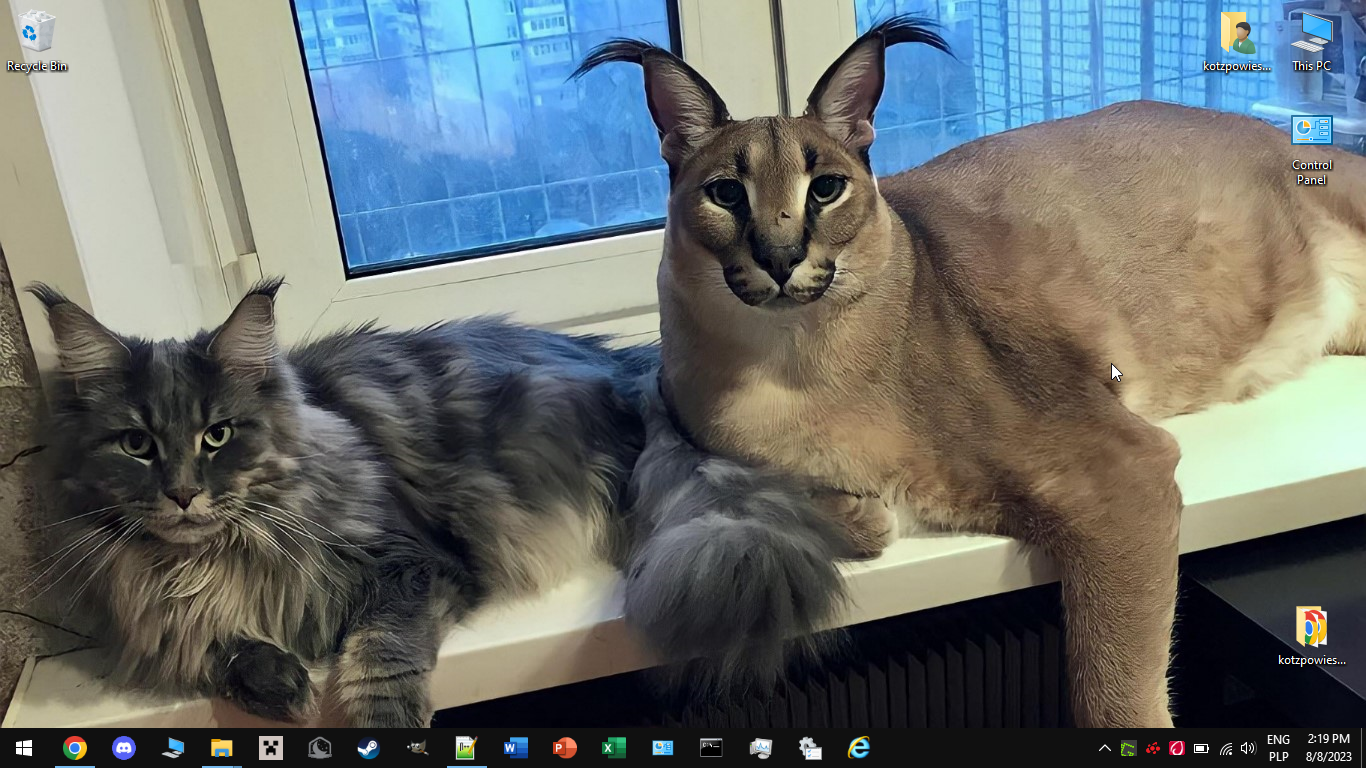 Recycle Bin
kotzpowies...
This PC
Control
Panel
kotzpowies...
ENG
PLP
2:19 PM
8/8/2023